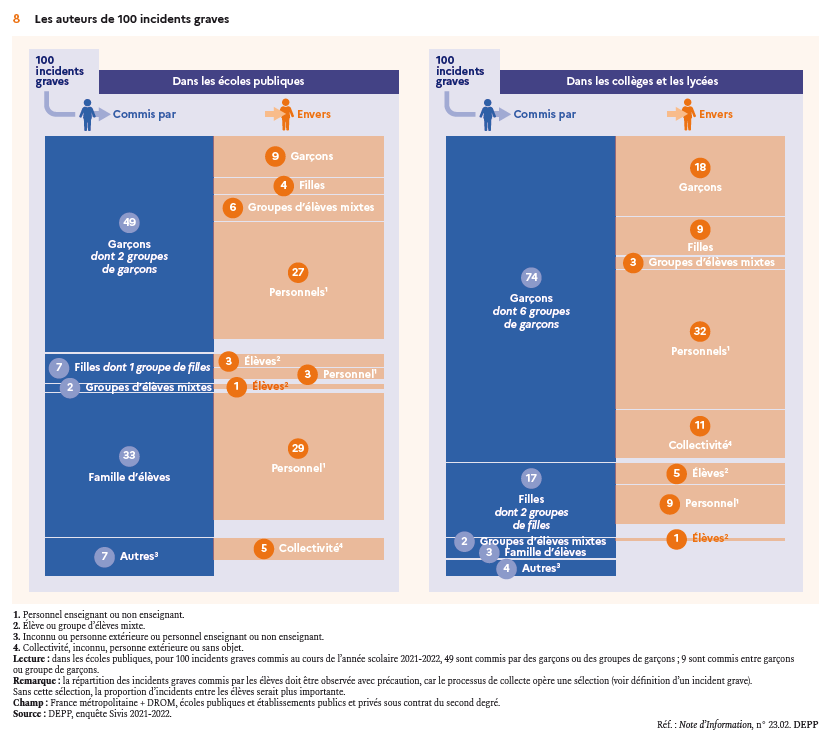 8 Les auteurs de 100 incidents graves
100
incidents
graves
Dans les écoles publiques
Commis par
Envers
49
Garçons
dont 2 groupes
de garçons
9 Garçons
4 Filles
6 Groupes d'élèves mixtes
27
Personnels¹
7 Filles dont 1 groupe de filles
3 Élèves²
3 Personnel¹
2 Groupes d'élèves mixtes
1 Élèves²
33
Famille d'élèves
29
Personnel¹
7 Autres³
5 Collectivité⁴
100
incidents
graves
Dans les collèges et les lycées
Commis par
Envers
74
Garçons
dont 6 groupes
de garçons
18
Garçons
9
Filles
3 Groupes d'élèves mixtes
32
Personnels¹
11
Collectivité⁴
17
Filles
dont 2 groupes
de filles
5 Élèves²
9 Personnel¹
2 Groupes d'élèves mixtes
1 Élèves²
3 Famille d'élèves
4 Autres³
1. Personnel enseignant ou non enseignant.
2. Élève ou groupe d'élèves mixte.
3. Inconnu ou personne extérieure ou personnel enseignant ou non enseignant.
4. Collectivité, inconnu, personne extérieure ou sans objet.
Lecture : dans les écoles publiques, pour 100 incidents graves commis au cours de l'année scolaire 2021-2022, 49 sont commis par des garçons ou des groupes de garçons ; 9 sont commis entre garçons
ou groupe de garçons.
Remarque : la répartition des incidents graves commis par les élèves doit être observée avec précaution, car le processus de collecte opère une sélection (voir définition d'un incident grave).
Sans cette sélection, la proportion d'incidents entre les élèves serait plus importante.
Champ : France métropolitaine + DROM, écoles publiques et établissements publics et privés sous contrat du second degré.
Source : DEPP, enquête Sivis 2021-2022.
Réf. : Note d'Information, n° 23.02. DEPP